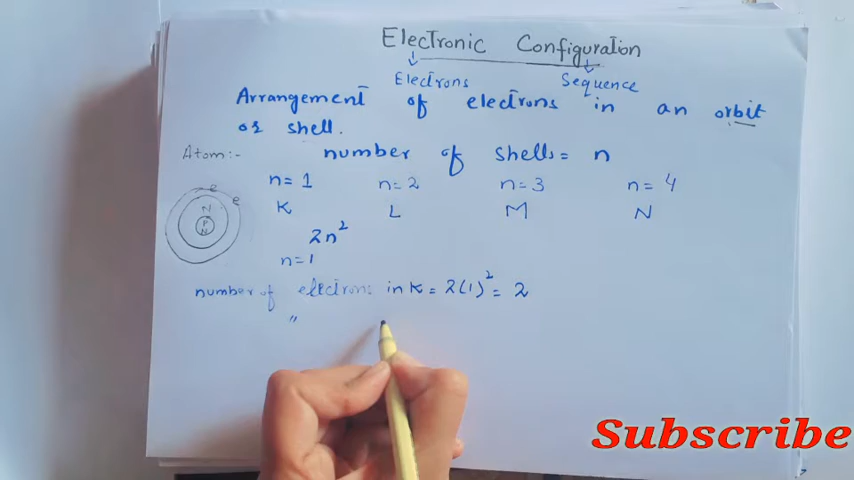 Electronic Configuration
Electrons Sequence
Arrangement of electrons in an orbit
or shell.
Atom:- number of shells = n
n=1 n=2 n=3 n=4
K L M N
e e
N
P
N
2n²
n=1
number of electrons in K = 2(1)² = 2
"
Subscribe